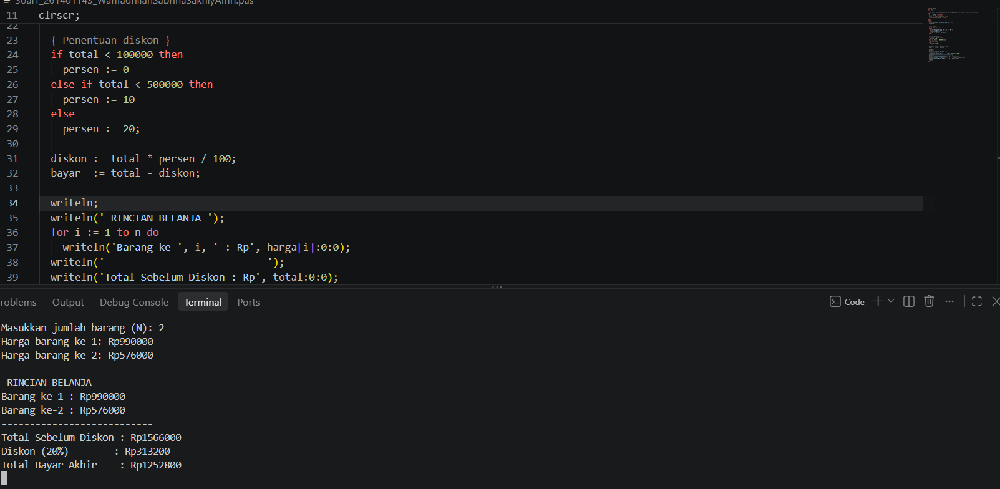 11 clrscr;
22
23 { Penentuan diskon }
24 if total < 100000 then
25 persen := 0
26 else if total < 500000 then
27 persen := 10
28 else
29 persen := 20;
30
31 diskon := total * persen / 100;
32 bayar  := total - diskon;
33
34 writeln;
35 writeln(' RINCIAN BELANJA ');
36 for i := 1 to n do
37 writeln('Barang ke-', i, ' : Rp', harga[i]:0:0);
38 writeln('---------------------------');
39 writeln('Total Sebelum Diskon : Rp', total:0:0);
roblems Output Debug Console Terminal Ports Code
Masukkan jumlah barang (N): 2
Harga barang ke-1: Rp990000
Harga barang ke-2: Rp576000
RINCIAN BELANJA
Barang ke-1 : Rp990000
Barang ke-2 : Rp576000
---------------------------
Total Sebelum Diskon : Rp1566000
Diskon (20%)        : Rp313200
Total Bayar Akhir    : Rp1252800